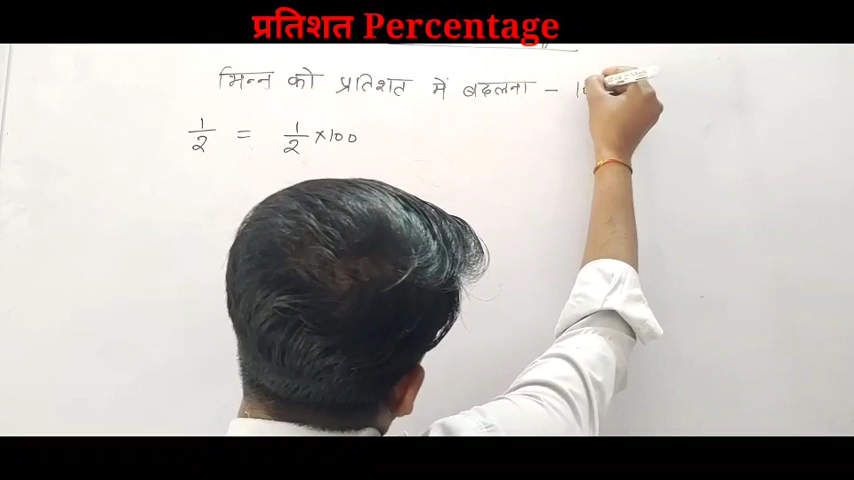 प्रतिशत Percentage
भिन्न को प्रतिशत में बदलना – 
1/2 = 1/2 ×100